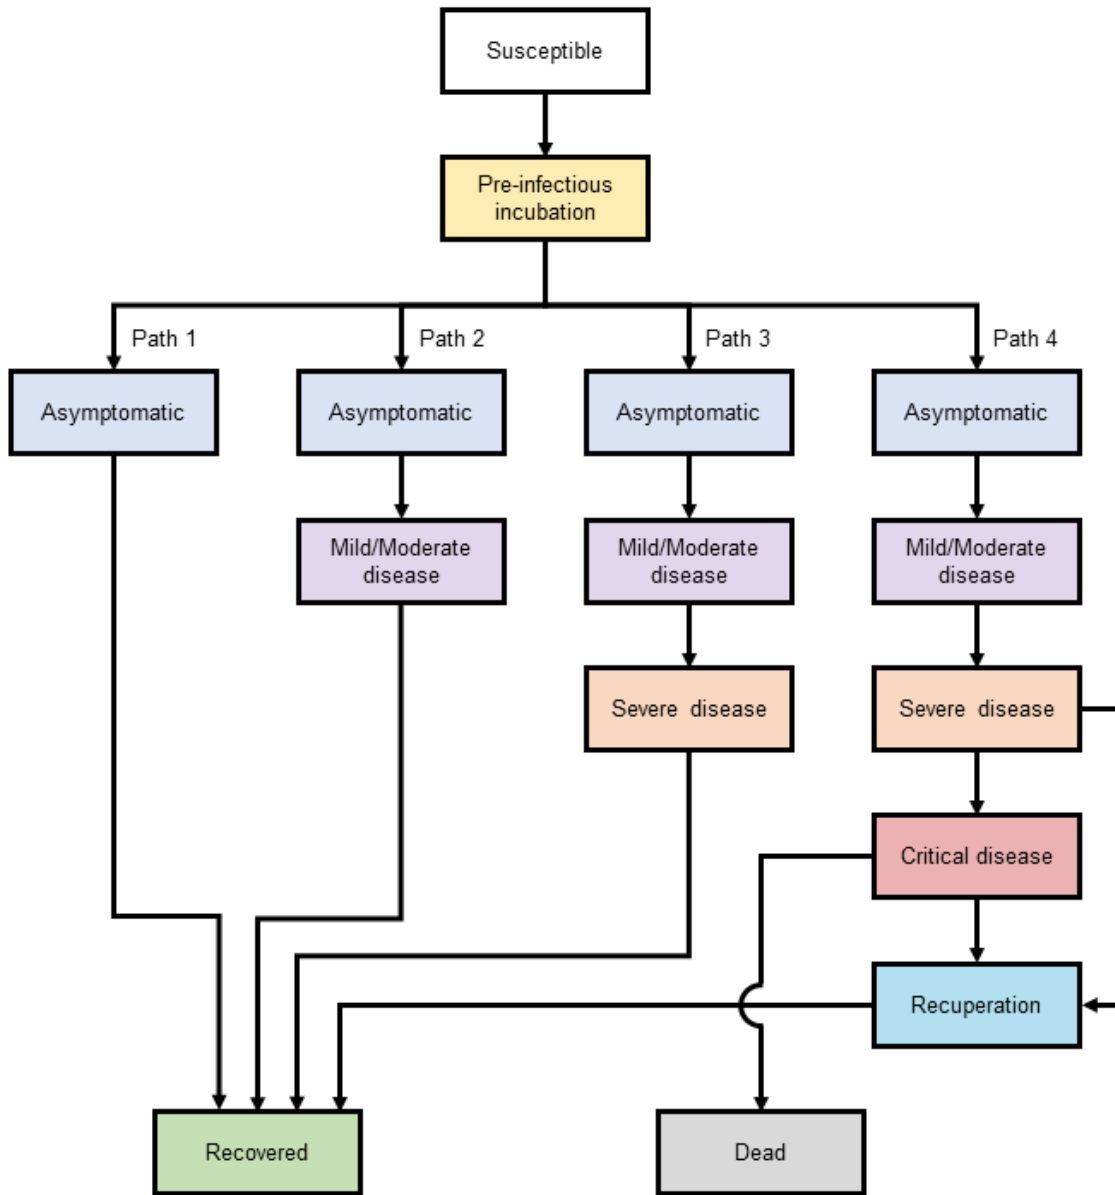 Susceptible
Pre-infectious
incubation
Path 1
Path 2
Path 3
Path 4
Asymptomatic
Asymptomatic
Asymptomatic
Asymptomatic
Mild/Moderate
disease
Mild/Moderate
disease
Mild/Moderate
disease
Severe disease
Severe disease
Critical disease
Recuperation
Recovered
Dead